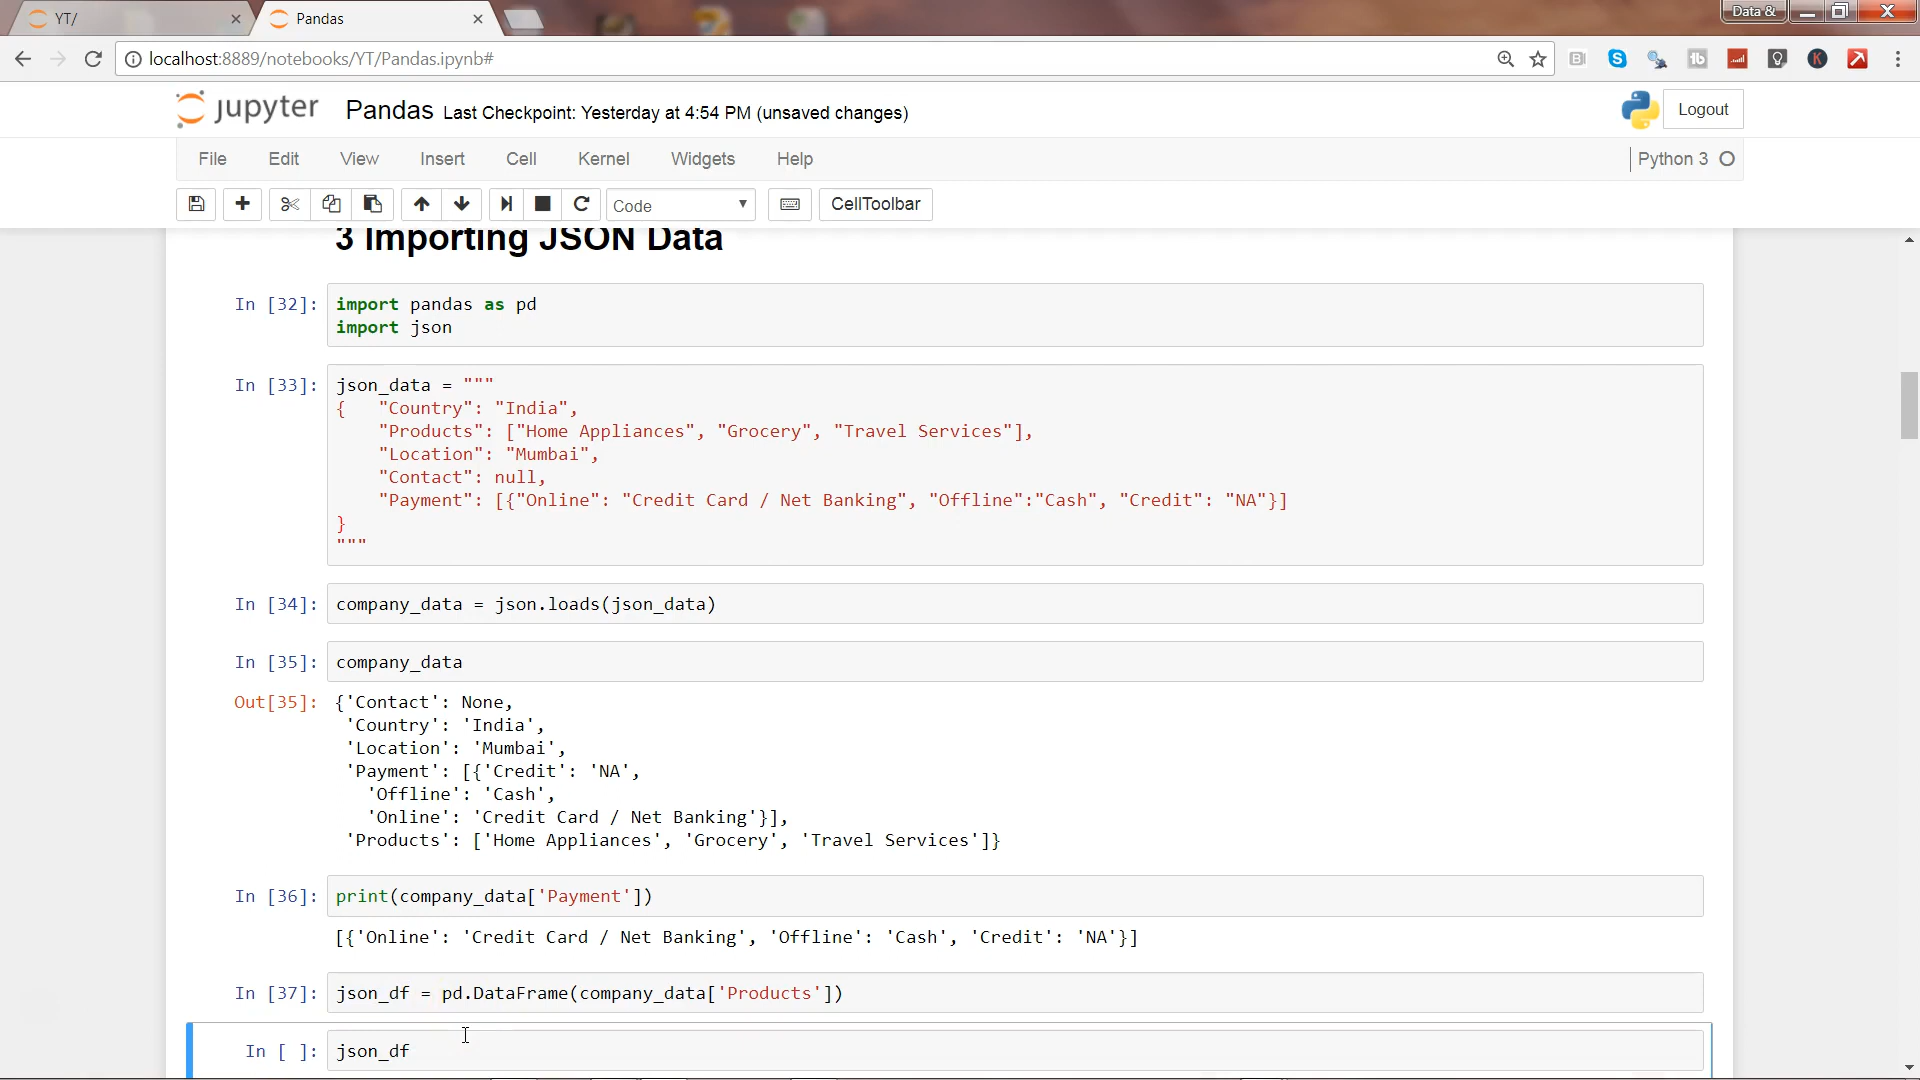 YT/
Pandas
Data &
localhost:8889/notebooks/YT/Pandas.ipynb#
jupyter Pandas Last Checkpoint: Yesterday at 4:54 PM (unsaved changes)
Logout
File Edit View Insert Cell Kernel Widgets Help
Python 3
Code
CellToolbar
3 Importing JSON Data
In [32]: import pandas as pd
import json
In [33]: json_data = """
{   "Country": "India",
    "Products": ["Home Appliances", "Grocery", "Travel Services"],
    "Location": "Mumbai",
    "Contact": null,
    "Payment": [{"Online": "Credit Card / Net Banking", "Offline":"Cash", "Credit": "NA"}]
}
"""
In [34]: company_data = json.loads(json_data)
In [35]: company_data
Out[35]: {'Contact': None,
 'Country': 'India',
 'Location': 'Mumbai',
 'Payment': [{'Credit': 'NA',
   'Offline': 'Cash',
   'Online': 'Credit Card / Net Banking'}],
 'Products': ['Home Appliances', 'Grocery', 'Travel Services']}
In [36]: print(company_data['Payment'])
[{'Online': 'Credit Card / Net Banking', 'Offline': 'Cash', 'Credit': 'NA'}]
In [37]: json_df = pd.DataFrame(company_data['Products'])
In [ ]: json_df